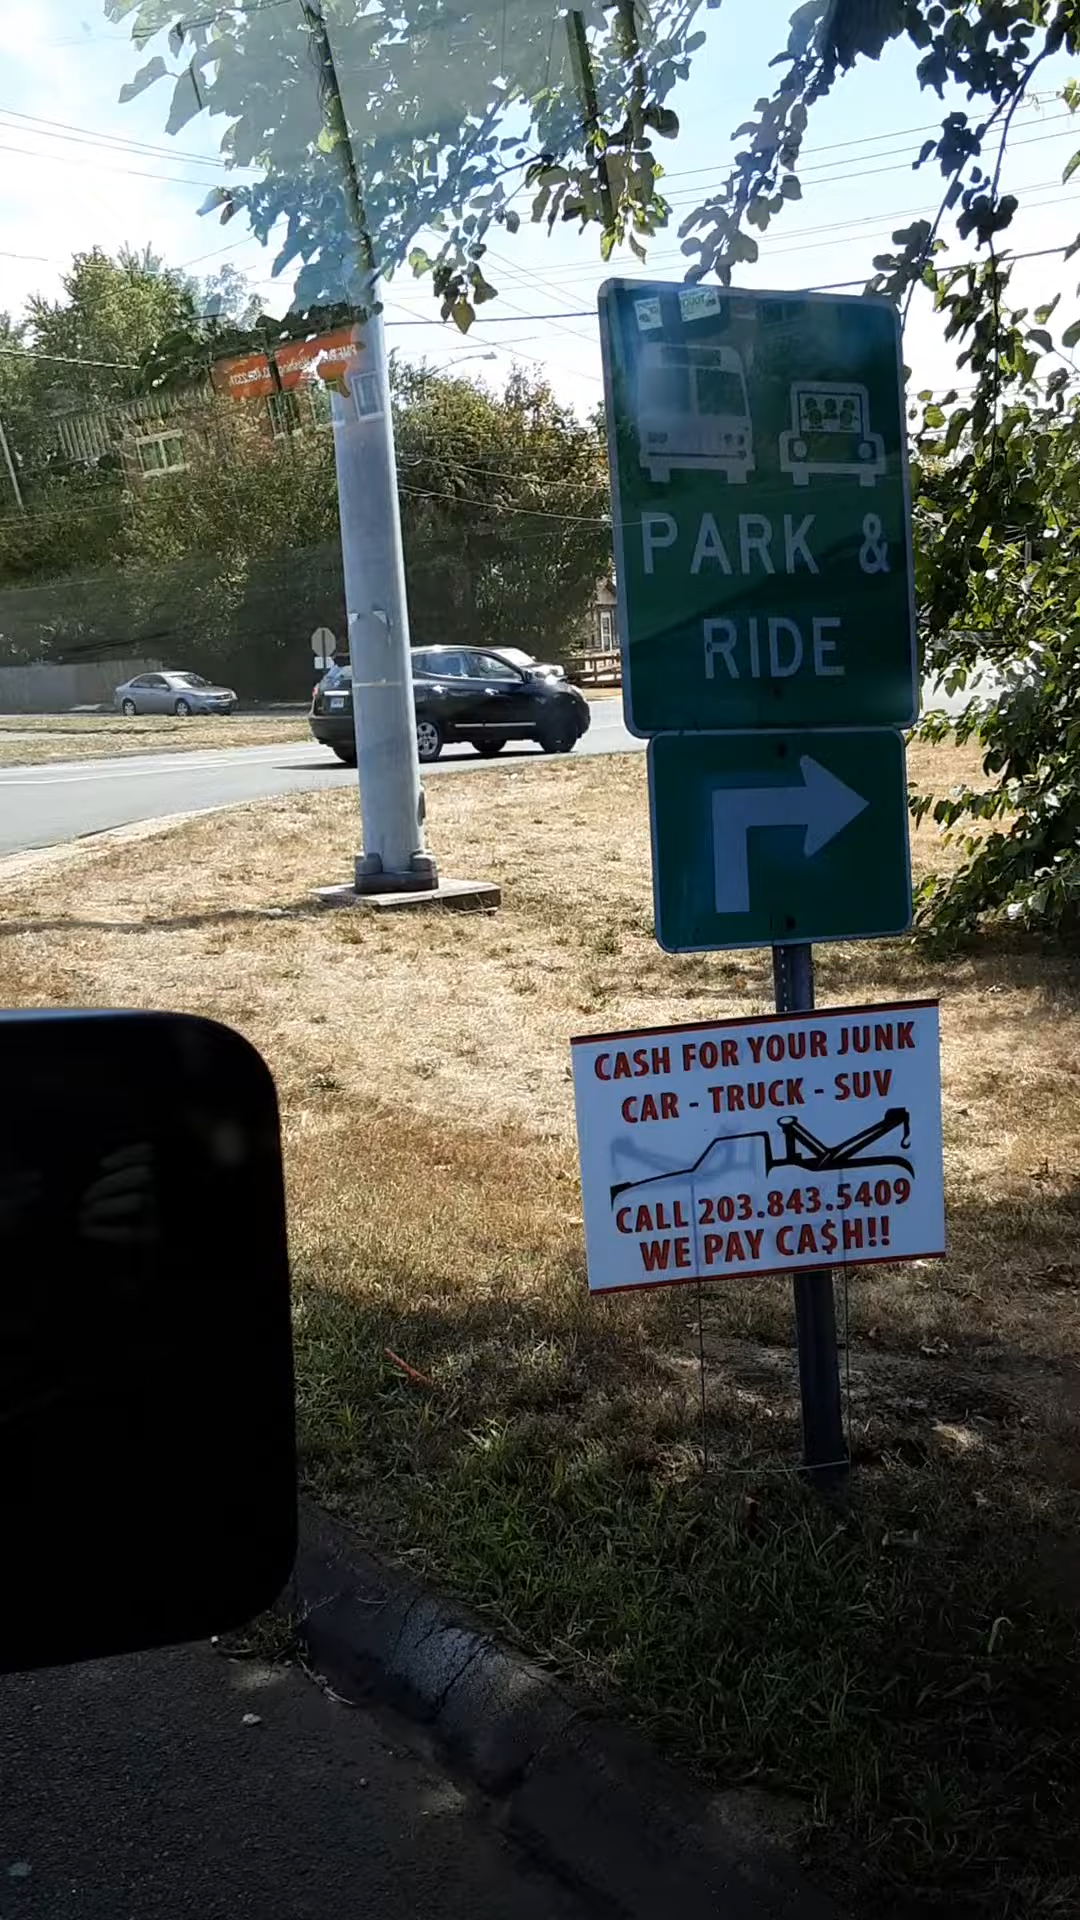 PARK &
RIDE
CASH FOR YOUR JUNK
CAR - TRUCK - SUV
CALL 203.843.5409
WE PAY CA$H!!